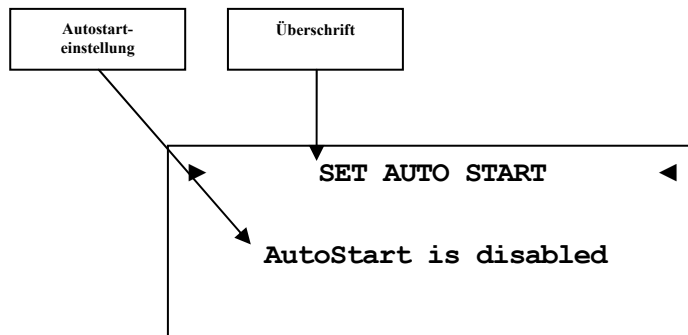 Autostart-
einstellung
Überschrift
► SET AUTO START ◄
AutoStart is disabled